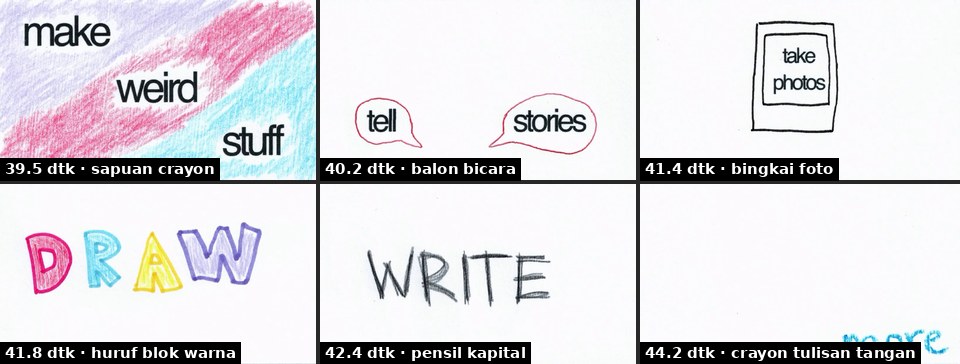 make
weird
stuff
39.5 dtk · sapuan crayon
tell
stories
40.2 dtk · balon bicara
take
photos
41.4 dtk · bingkai foto
DRAW
41.8 dtk · huruf blok warna
WRITE
42.4 dtk · pensil kapital
more
44.2 dtk · crayon tulisan tangan